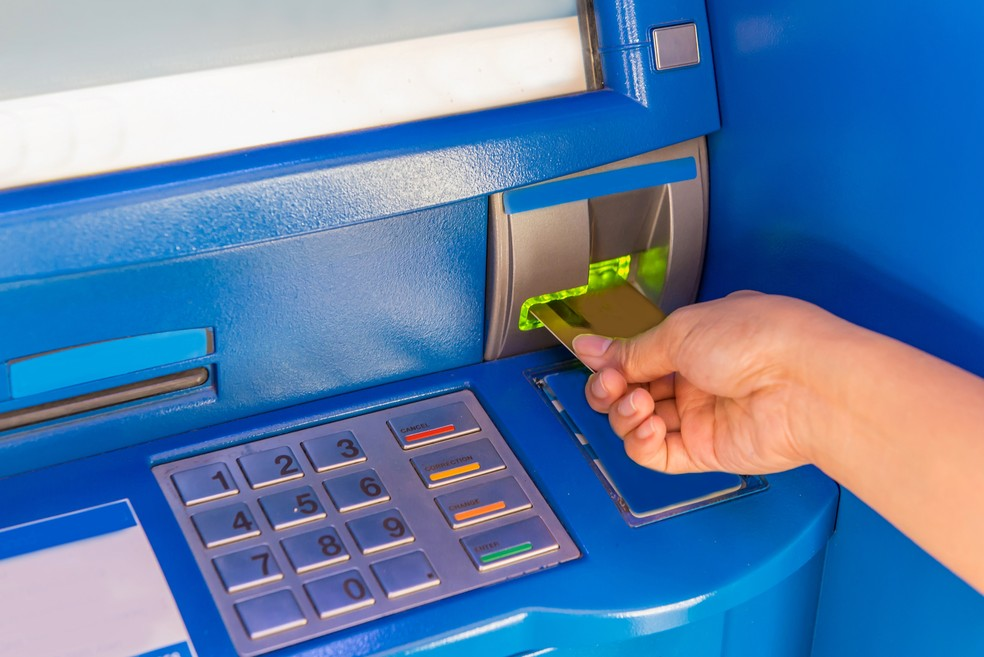 1 2 3 CANCEL
4 5 6 CORRECTION
7 8 9 CHANGE
0 ENTER